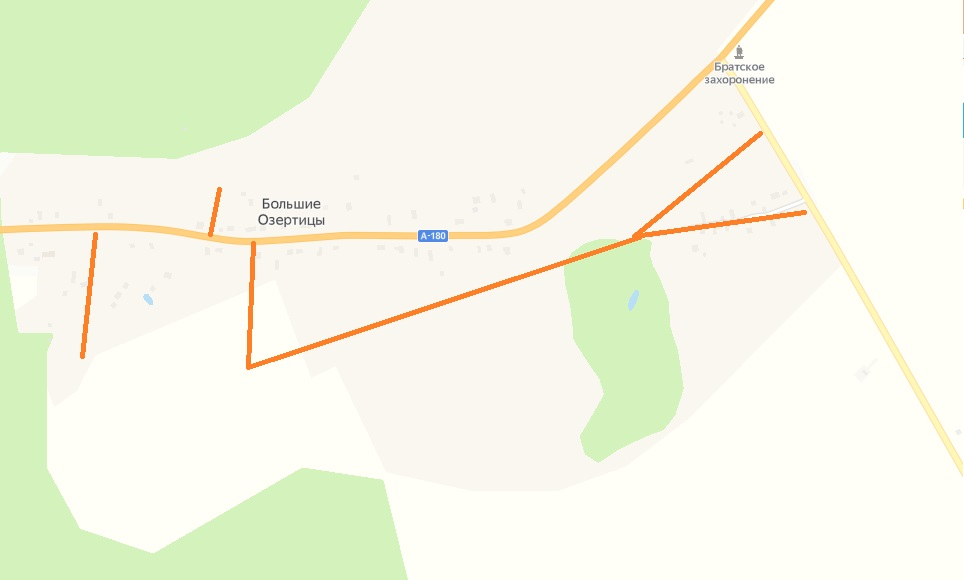 Братское
захоронение
Большие
Озертицы
А-180